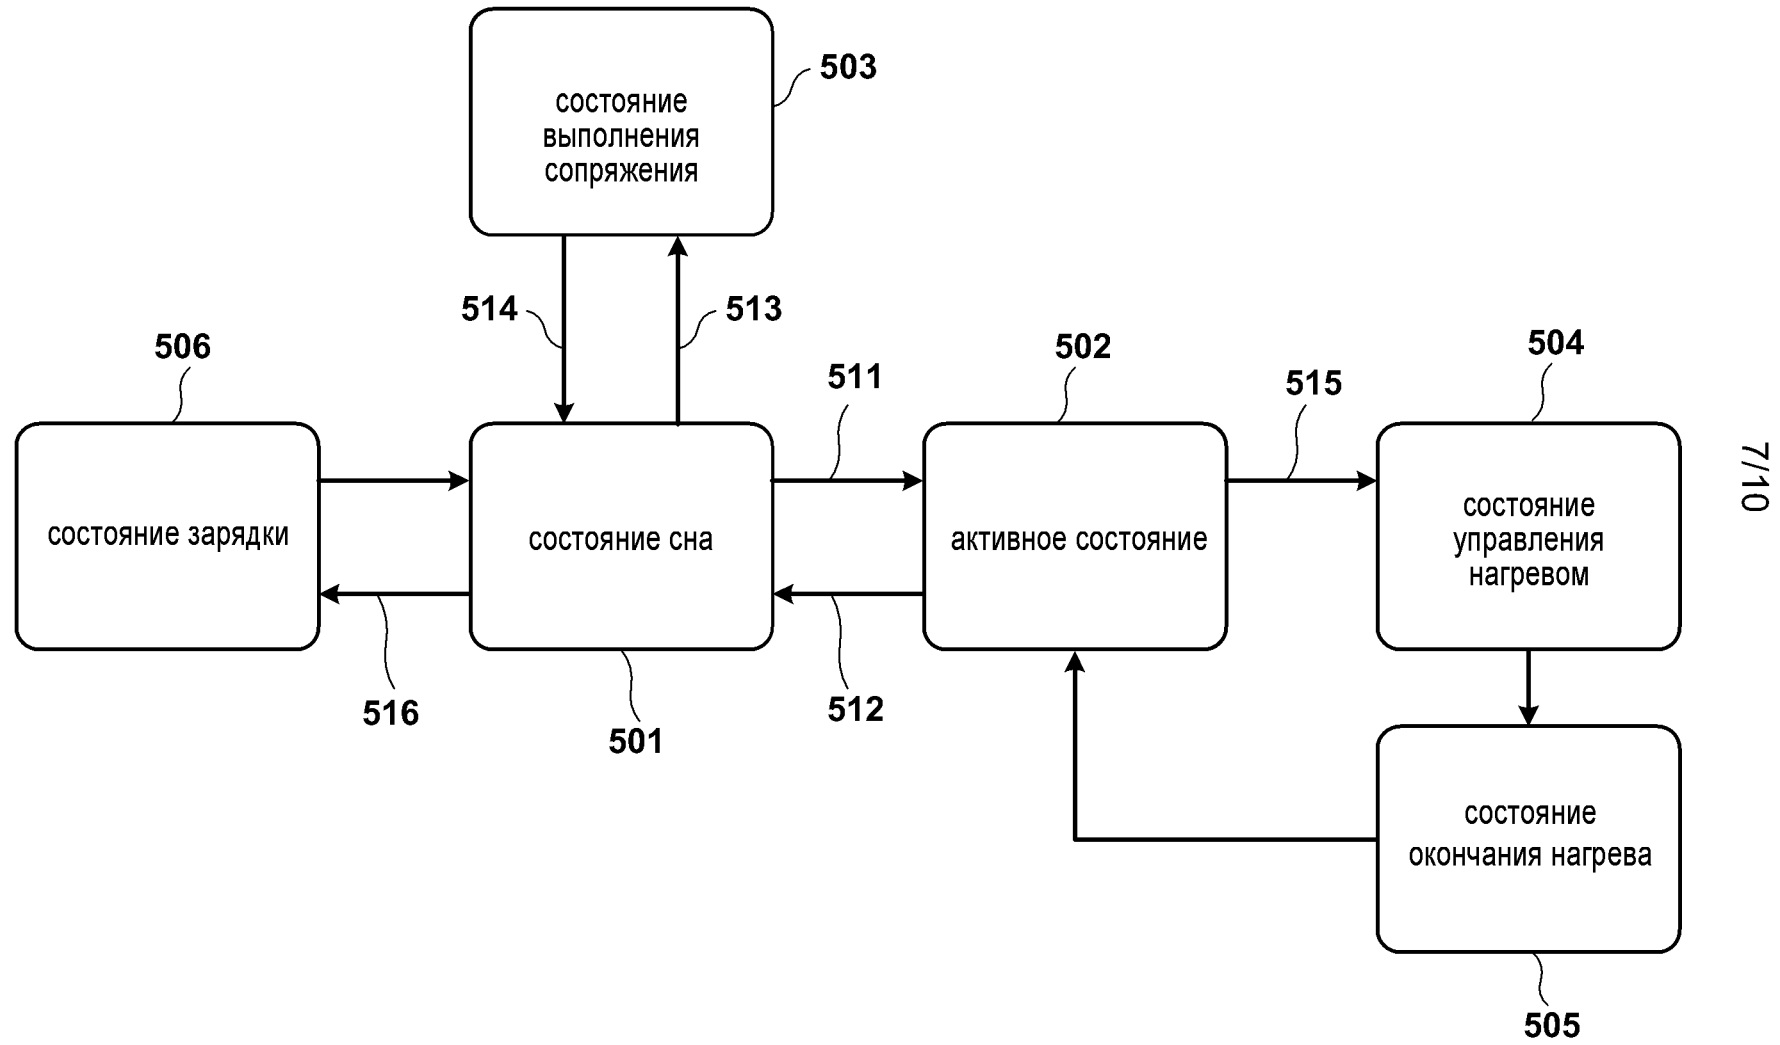 503
состояние
выполнения
сопряжения
514
513
506
502
504
511
515
состояние зарядки
состояние сна
активное состояние
состояние
управления
нагревом
7/10
516
501
512
состояние
окончания нагрева
505